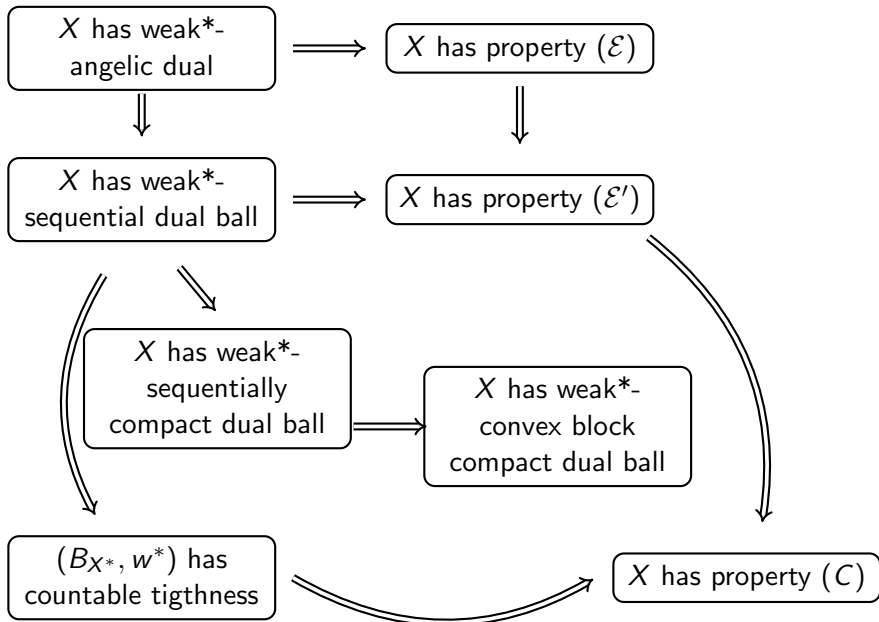 X has weak*-
angelic dual
X has property (ℰ)
X has weak*-
sequential dual ball
X has property (ℰ′)
X has weak*-
sequentially
compact dual ball
X has weak*-
convex block
compact dual ball
(B_{X*}, w*) has
countable tigthness
X has property (C)